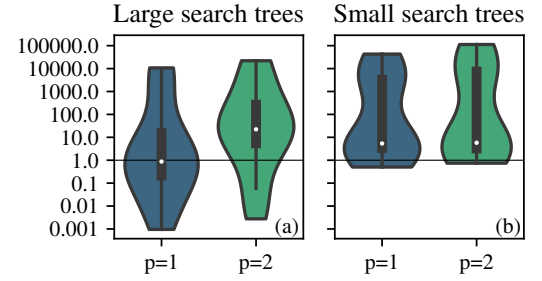 Large search trees
Small search trees
100000.0
10000.0
1000.0
100.0
10.0
1.0
0.1
0.01
0.001
(a)
(b)
p=1
p=2
p=1
p=2